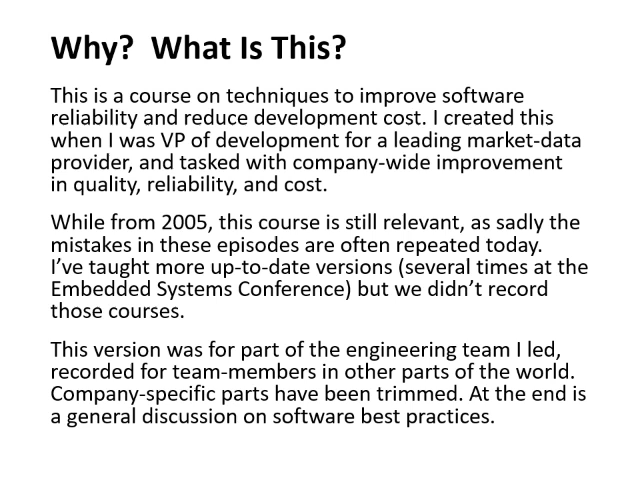 Why?  What Is This?
This is a course on techniques to improve software
reliability and reduce development cost. I created this
when I was VP of development for a leading market-data
provider, and tasked with company-wide improvement
in quality, reliability, and cost.
While from 2005, this course is still relevant, as sadly the
mistakes in these episodes are often repeated today.
I’ve taught more up-to-date versions (several times at the
Embedded Systems Conference) but we didn’t record
those courses.
This version was for part of the engineering team I led,
recorded for team-members in other parts of the world.
Company-specific parts have been trimmed. At the end is
a general discussion on software best practices.